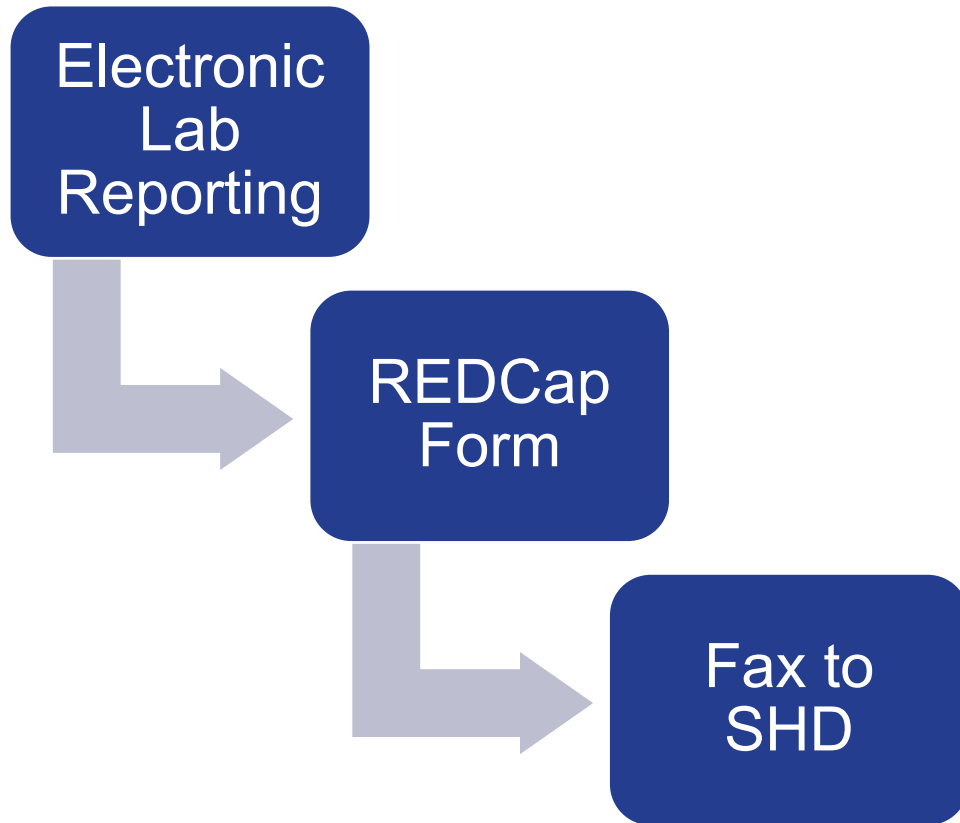 Electronic
Lab
Reporting
REDCap
Form
Fax to
SHD